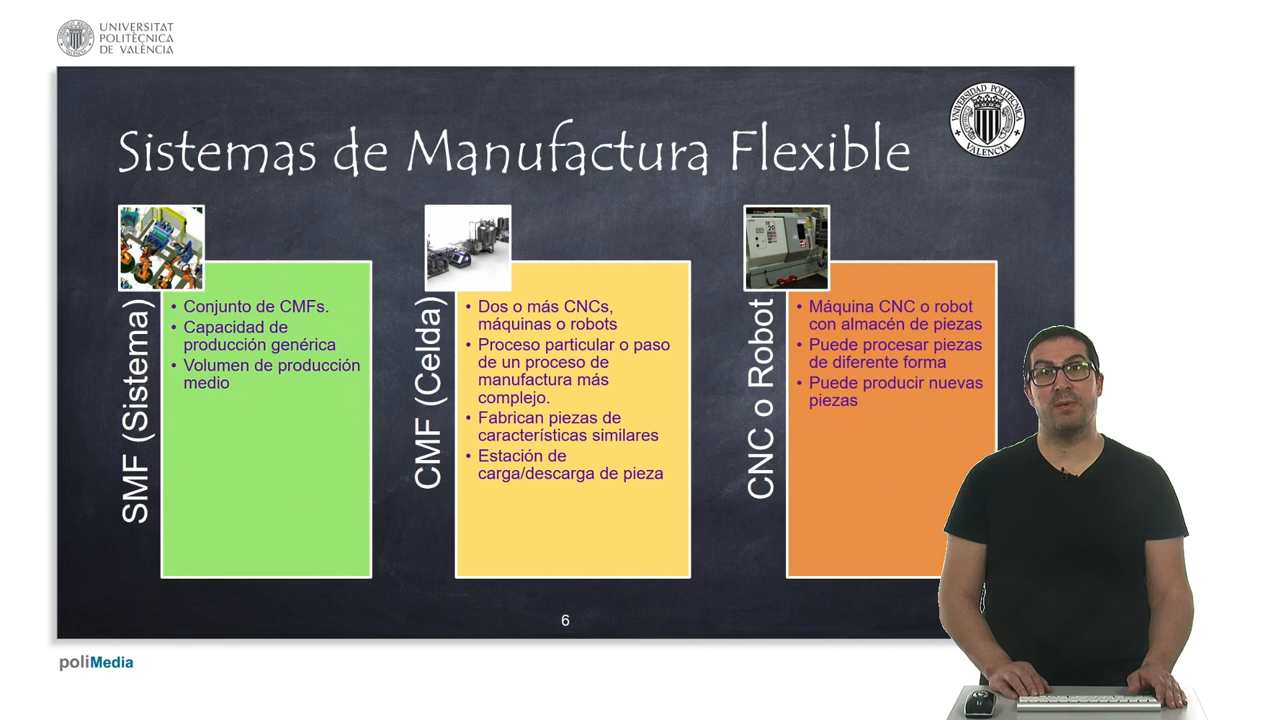 UNIVERSITAT
POLITÈCNICA
DE VALÈNCIA
UNIVERSIDAD POLITECNICA
VALENCIA
Sistemas de Manufactura Flexible
SMF (Sistema)
• Conjunto de CMFs.
• Capacidad de
producción genérica
• Volumen de producción
medio
CMF (Celda)
• Dos o más CNCs,
máquinas o robots
• Proceso particular o paso
de un proceso de
manufactura más
complejo.
• Fabrican piezas de
características similares
• Estación de
carga/descarga de pieza
CNC o Robot
• Máquina CNC o robot
con almacén de piezas
• Puede procesar piezas
de diferente forma
• Puede producir nuevas
piezas
6
poliMedia